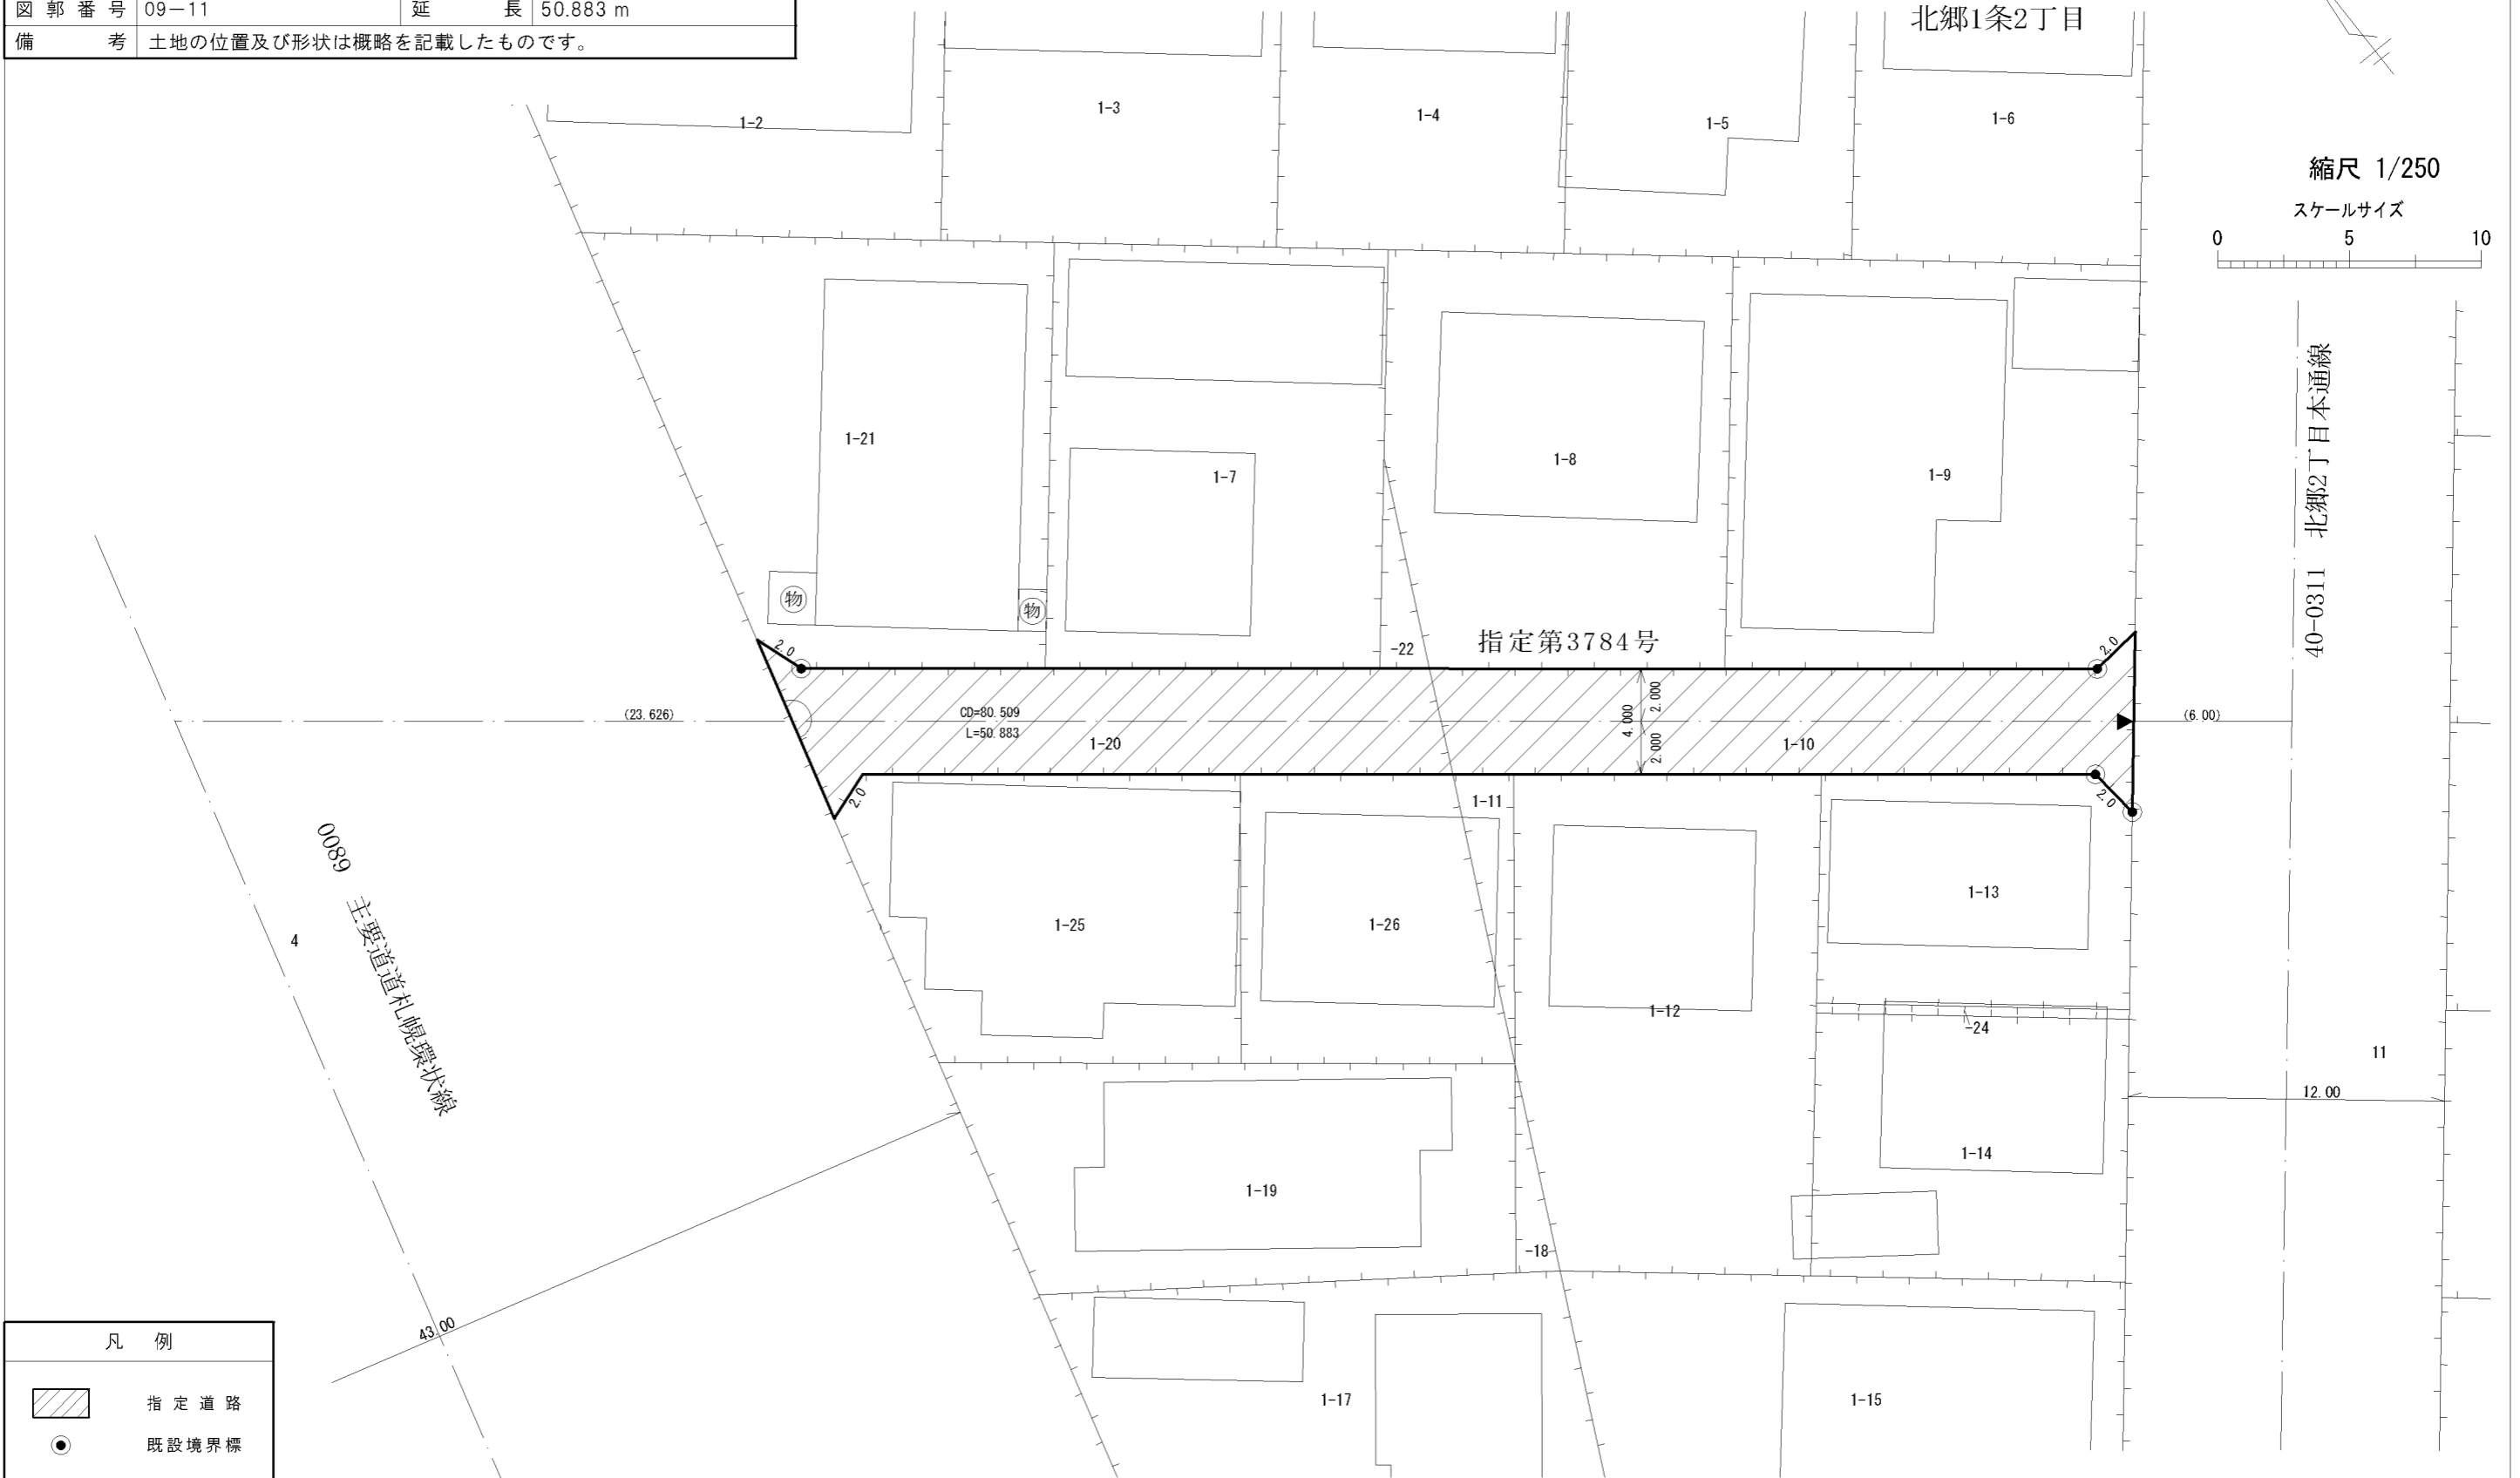 図郭番号 09-11 延長 50.883 m
備考 土地の位置及び形状は概略を記載したものです。
北郷1条2丁目
縮尺 1/250
スケールサイズ
0 5 10
1-2
1-3
1-4
1-5
1-6
1-21
1-7
1-8
1-9
40-0311 北郷2丁目本通線
物
物
-22
指定第3784号
2.0
2.0
(23.626)
CD=80.509
L=50.883
1-20
4.000
2.000
2.000
1-10
(6.00)
2.0
2.0
1-11
0089 主要道道札幌環状線
4
1-25
1-26
1-12
1-13
-24
11
12.00
1-14
1-19
-18
43.00
1-17
1-15
凡例
指定道路
既設境界標